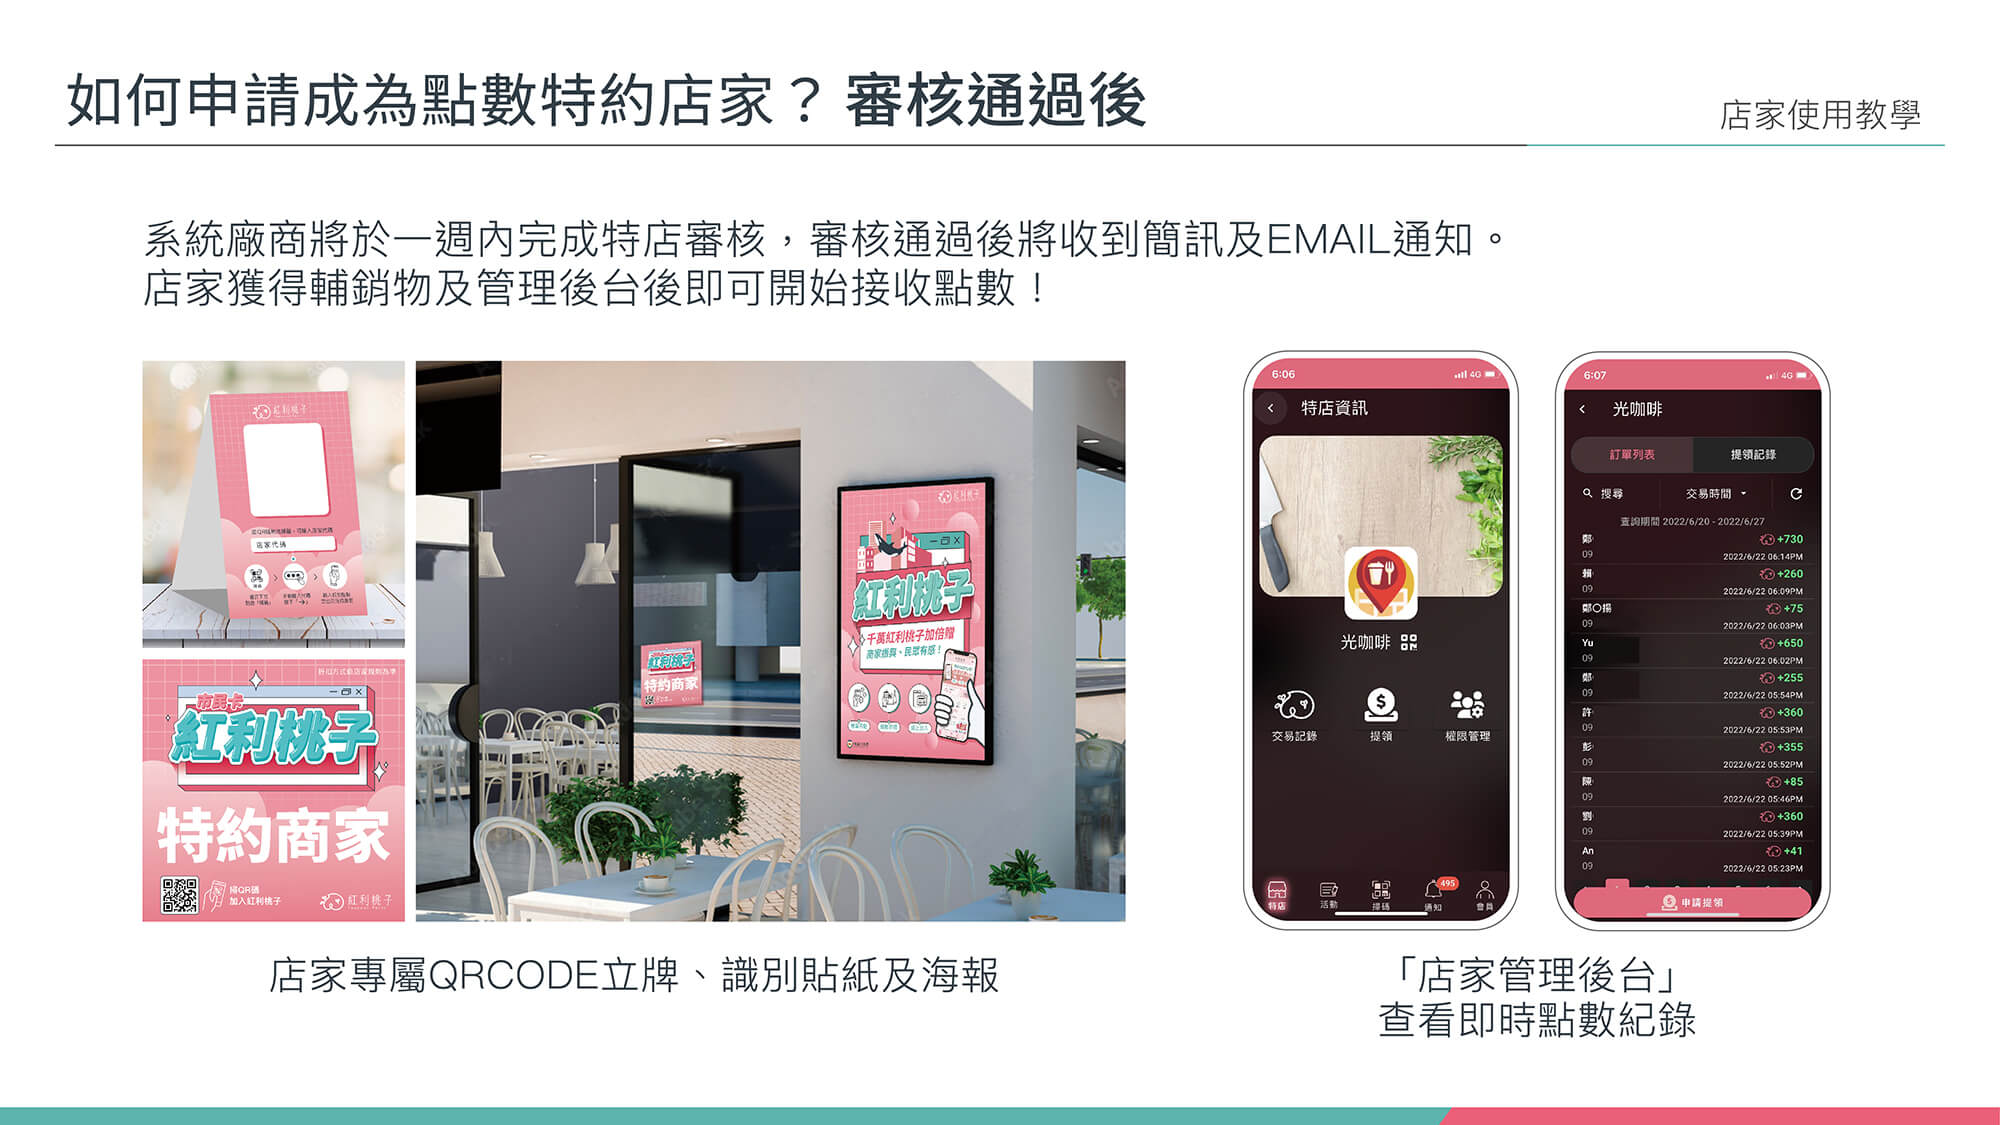 如何申請成為點數特約店家？審核通過後
店家使用教學
系統廠商將於一週內完成特店審核，審核通過後將收到簡訊及EMAIL通知。
店家獲得輔銷物及管理後台後即可開始接收點數！
紅利桃子
店家代碼
市民卡
紅利桃子
特約商家
掃QR碼
加入紅利桃子
紅利桃子
紅利桃子
特約商家
紅利桃子
紅利桃子
千萬紅利桃子加倍贈
商家振興、民眾有感！
店家專屬QRCODE立牌、識別貼紙及海報
6:06
4G
特店資訊
光咖啡
交易記錄
提領
權限管理
495
特店
活動
掃碼
通知
會員
6:07
4G
光咖啡
訂單列表
提領記錄
搜尋
交易時間
查詢期間 2022/6/20 - 2022/6/27
鄭
+730
09
2022/6/22 06:14PM
賴
+260
09
2022/6/22 06:09PM
鄭〇揚
+75
09
2022/6/22 06:03PM
Yu
+650
09
2022/6/22 06:02PM
鄭
+255
09
2022/6/22 05:54PM
許
+360
09
2022/6/22 05:53PM
彭
+355
09
2022/6/22 05:52PM
陳
+85
09
2022/6/22 05:46PM
劉
+360
09
2022/6/22 05:39PM
An
+41
09
2022/6/22 05:23PM
申請提領
「店家管理後台」
查看即時點數紀錄